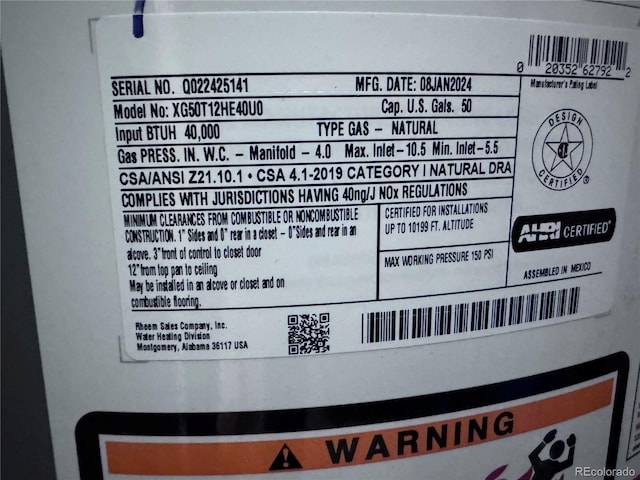 0 20352 62792 2
Manufacturer's Rating Label
SERIAL NO. Q022425141 MFG. DATE: 08JAN2024
Model No: XG50T12HE40U0 Cap. U.S. Gals. 50
Input BTUH 40,000 TYPE GAS - NATURAL
Gas PRESS. IN. W.C. - Manifold - 4.0 Max. Inlet-10.5 Min. Inlet-5.5
CSA/ANSI Z21.10.1 • CSA 4.1-2019 CATEGORY I NATURAL DRA
COMPLIES WITH JURISDICTIONS HAVING 40ng/J NOx REGULATIONS
MINIMUM CLEARANCES FROM COMBUSTIBLE OR NONCOMBUSTIBLE
CONSTRUCTION. 1" Sides and 0" rear in a closet - 0"Sides and rear in an
alcove. 3"front of control to closet door
12"from top pan to ceiling
May be installed in an alcove or closet and on
combustible flooring.
CERTIFIED FOR INSTALLATIONS
UP TO 10199 FT. ALTITUDE
MAX WORKING PRESSURE 150 PSI
DESIGN
CERTIFIED
AHRI CERTIFIED
ASSEMBLED IN MEXICO
Rheem Sales Company, Inc.
Water Heating Division
Montgomery, Alabama 36117 USA
WARNING
REcolorado